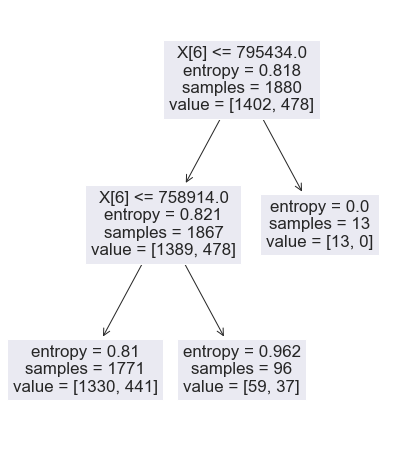 X[6] <= 795434.0
entropy = 0.818
samples = 1880
value = [1402, 478]
X[6] <= 758914.0
entropy = 0.821
samples = 1867
value = [1389, 478]
entropy = 0.0
samples = 13
value = [13, 0]
entropy = 0.81
samples = 1771
value = [1330, 441]
entropy = 0.962
samples = 96
value = [59, 37]